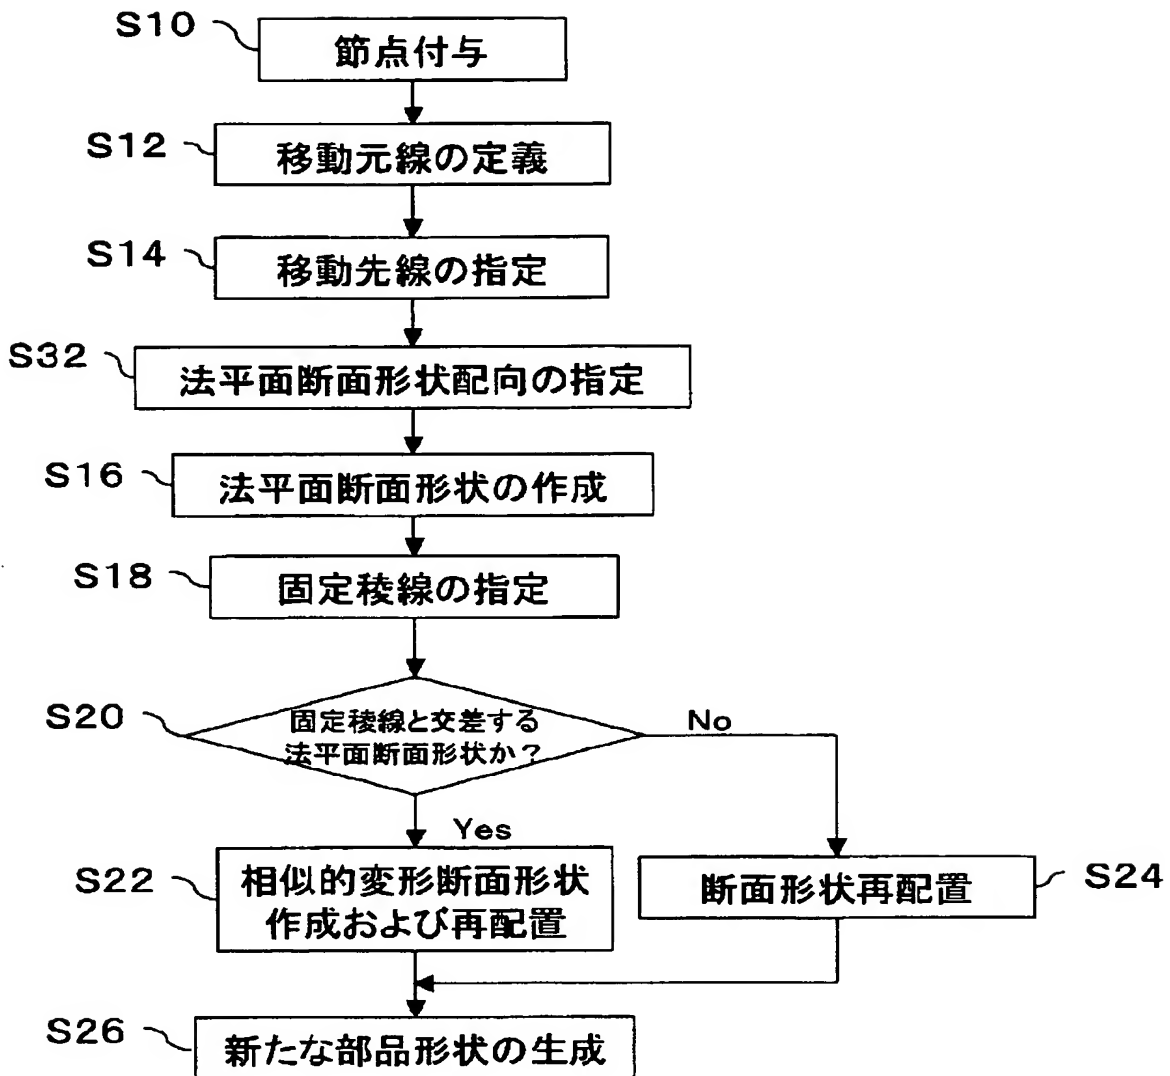 S10
節点付与
S12
移動元線の定義
S14
移動先線の指定
S32
法平面断面形状配向の指定
S16
法平面断面形状の作成
S18
固定稜線の指定
S20
固定稜線と交差する
法平面断面形状か?
No
Yes
S22
相似的変形断面形状
作成および再配置
断面形状再配置
S24
S26
新たな部品形状の生成